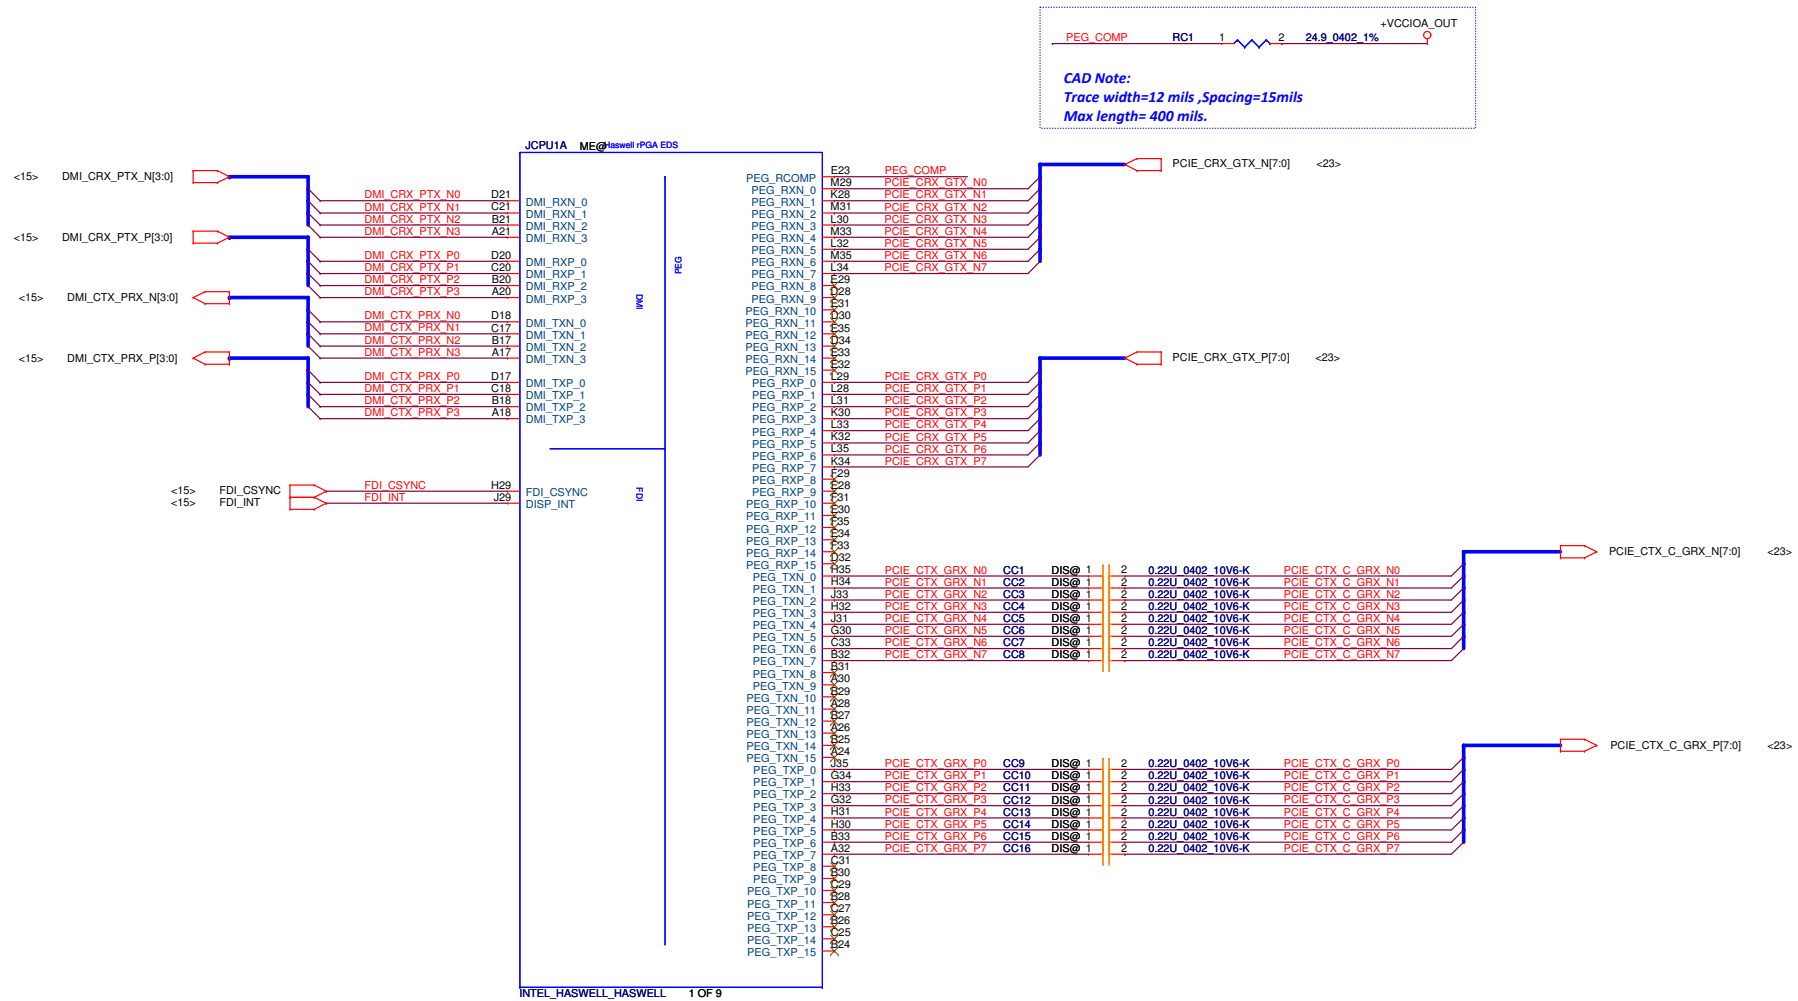 +VCCIOA_OUT
PEG_COMP RC1 1 2 24.9_0402_1%
CAD Note:
Trace width=12 mils ,Spacing=15mils
Max length= 400 mils.
JCPU1A ME@ Haswell rPGA EDS
<15> DMI_CRX_PTX_N[3:0]
DMI_CRX_PTX_N0 D21 DMI_RXN_0
DMI_CRX_PTX_N1 C21 DMI_RXN_1
DMI_CRX_PTX_N2 B21 DMI_RXN_2
DMI_CRX_PTX_N3 A21 DMI_RXN_3
<15> DMI_CRX_PTX_P[3:0]
DMI_CRX_PTX_P0 D20 DMI_RXP_0
DMI_CRX_PTX_P1 C20 DMI_RXP_1
DMI_CRX_PTX_P2 B20 DMI_RXP_2
DMI_CRX_PTX_P3 A20 DMI_RXP_3
<15> DMI_CTX_PRX_N[3:0]
DMI_CTX_PRX_N0 D18 DMI_TXN_0
DMI_CTX_PRX_N1 C17 DMI_TXN_1
DMI_CTX_PRX_N2 B17 DMI_TXN_2
DMI_CTX_PRX_N3 A17 DMI_TXN_3
<15> DMI_CTX_PRX_P[3:0]
DMI_CTX_PRX_P0 D17 DMI_TXP_0
DMI_CTX_PRX_P1 C18 DMI_TXP_1
DMI_CTX_PRX_P2 B18 DMI_TXP_2
DMI_CTX_PRX_P3 A18 DMI_TXP_3
<15> FDI_CSYNC FDI_CSYNC H29 FDI_CSYNC
<15> FDI_INT FDI_INT J29 DISP_INT
PEG
DMI
FDI
PEG_RCOMP E23 PEG_COMP
PEG_RXN_0 M29 PCIE_CRX_GTX_N0
PEG_RXN_1 K28 PCIE_CRX_GTX_N1
PEG_RXN_2 M31 PCIE_CRX_GTX_N2
PEG_RXN_3 L30 PCIE_CRX_GTX_N3
PEG_RXN_4 M33 PCIE_CRX_GTX_N4
PEG_RXN_5 L32 PCIE_CRX_GTX_N5
PEG_RXN_6 M35 PCIE_CRX_GTX_N6
PEG_RXN_7 L34 PCIE_CRX_GTX_N7
PCIE_CRX_GTX_N[7:0] <23>
PEG_RXN_8 E29
PEG_RXN_9 D28
PEG_RXN_10 E31
PEG_RXN_11 D30
PEG_RXN_12 E35
PEG_RXN_13 D34
PEG_RXN_14 E33
PEG_RXN_15 E32
PEG_RXP_0 L29 PCIE_CRX_GTX_P0
PEG_RXP_1 L28 PCIE_CRX_GTX_P1
PEG_RXP_2 L31 PCIE_CRX_GTX_P2
PEG_RXP_3 K30 PCIE_CRX_GTX_P3
PEG_RXP_4 L33 PCIE_CRX_GTX_P4
PEG_RXP_5 K32 PCIE_CRX_GTX_P5
PEG_RXP_6 L35 PCIE_CRX_GTX_P6
PEG_RXP_7 K34 PCIE_CRX_GTX_P7
PCIE_CRX_GTX_P[7:0] <23>
PEG_RXP_8 F29
PEG_RXP_9 E28
PEG_RXP_10 F31
PEG_RXP_11 E30
PEG_RXP_12 F35
PEG_RXP_13 E34
PEG_RXP_14 F33
PEG_RXP_15 D32
PEG_TXN_0 H35 PCIE_CTX_GRX_N0 CC1 DIS@ 1 2 0.22U_0402_10V6-K PCIE_CTX_C_GRX_N0
PEG_TXN_1 H34 PCIE_CTX_GRX_N1 CC2 DIS@ 1 2 0.22U_0402_10V6-K PCIE_CTX_C_GRX_N1
PEG_TXN_2 J33 PCIE_CTX_GRX_N2 CC3 DIS@ 1 2 0.22U_0402_10V6-K PCIE_CTX_C_GRX_N2
PEG_TXN_3 H32 PCIE_CTX_GRX_N3 CC4 DIS@ 1 2 0.22U_0402_10V6-K PCIE_CTX_C_GRX_N3
PEG_TXN_4 J31 PCIE_CTX_GRX_N4 CC5 DIS@ 1 2 0.22U_0402_10V6-K PCIE_CTX_C_GRX_N4
PEG_TXN_5 G30 PCIE_CTX_GRX_N5 CC6 DIS@ 1 2 0.22U_0402_10V6-K PCIE_CTX_C_GRX_N5
PEG_TXN_6 C33 PCIE_CTX_GRX_N6 CC7 DIS@ 1 2 0.22U_0402_10V6-K PCIE_CTX_C_GRX_N6
PEG_TXN_7 B32 PCIE_CTX_GRX_N7 CC8 DIS@ 1 2 0.22U_0402_10V6-K PCIE_CTX_C_GRX_N7
PCIE_CTX_C_GRX_N[7:0] <23>
PEG_TXN_8 B31
PEG_TXN_9 A30
PEG_TXN_10 B29
PEG_TXN_11 A28
PEG_TXN_12 B27
PEG_TXN_13 A26
PEG_TXN_14 B25
PEG_TXN_15 A24
PEG_TXP_0 J35 PCIE_CTX_GRX_P0 CC9 DIS@ 1 2 0.22U_0402_10V6-K PCIE_CTX_C_GRX_P0
PEG_TXP_1 G34 PCIE_CTX_GRX_P1 CC10 DIS@ 1 2 0.22U_0402_10V6-K PCIE_CTX_C_GRX_P1
PEG_TXP_2 H33 PCIE_CTX_GRX_P2 CC11 DIS@ 1 2 0.22U_0402_10V6-K PCIE_CTX_C_GRX_P2
PEG_TXP_3 G32 PCIE_CTX_GRX_P3 CC12 DIS@ 1 2 0.22U_0402_10V6-K PCIE_CTX_C_GRX_P3
PEG_TXP_4 H31 PCIE_CTX_GRX_P4 CC13 DIS@ 1 2 0.22U_0402_10V6-K PCIE_CTX_C_GRX_P4
PEG_TXP_5 H30 PCIE_CTX_GRX_P5 CC14 DIS@ 1 2 0.22U_0402_10V6-K PCIE_CTX_C_GRX_P5
PEG_TXP_6 B33 PCIE_CTX_GRX_P6 CC15 DIS@ 1 2 0.22U_0402_10V6-K PCIE_CTX_C_GRX_P6
PEG_TXP_7 A32 PCIE_CTX_GRX_P7 CC16 DIS@ 1 2 0.22U_0402_10V6-K PCIE_CTX_C_GRX_P7
PCIE_CTX_C_GRX_P[7:0] <23>
PEG_TXP_8 C31
PEG_TXP_9 B30
PEG_TXP_10 C29
PEG_TXP_11 B28
PEG_TXP_12 C27
PEG_TXP_13 B26
PEG_TXP_14 C25
PEG_TXP_15 B24
INTEL_HASWELL_HASWELL 1 OF 9